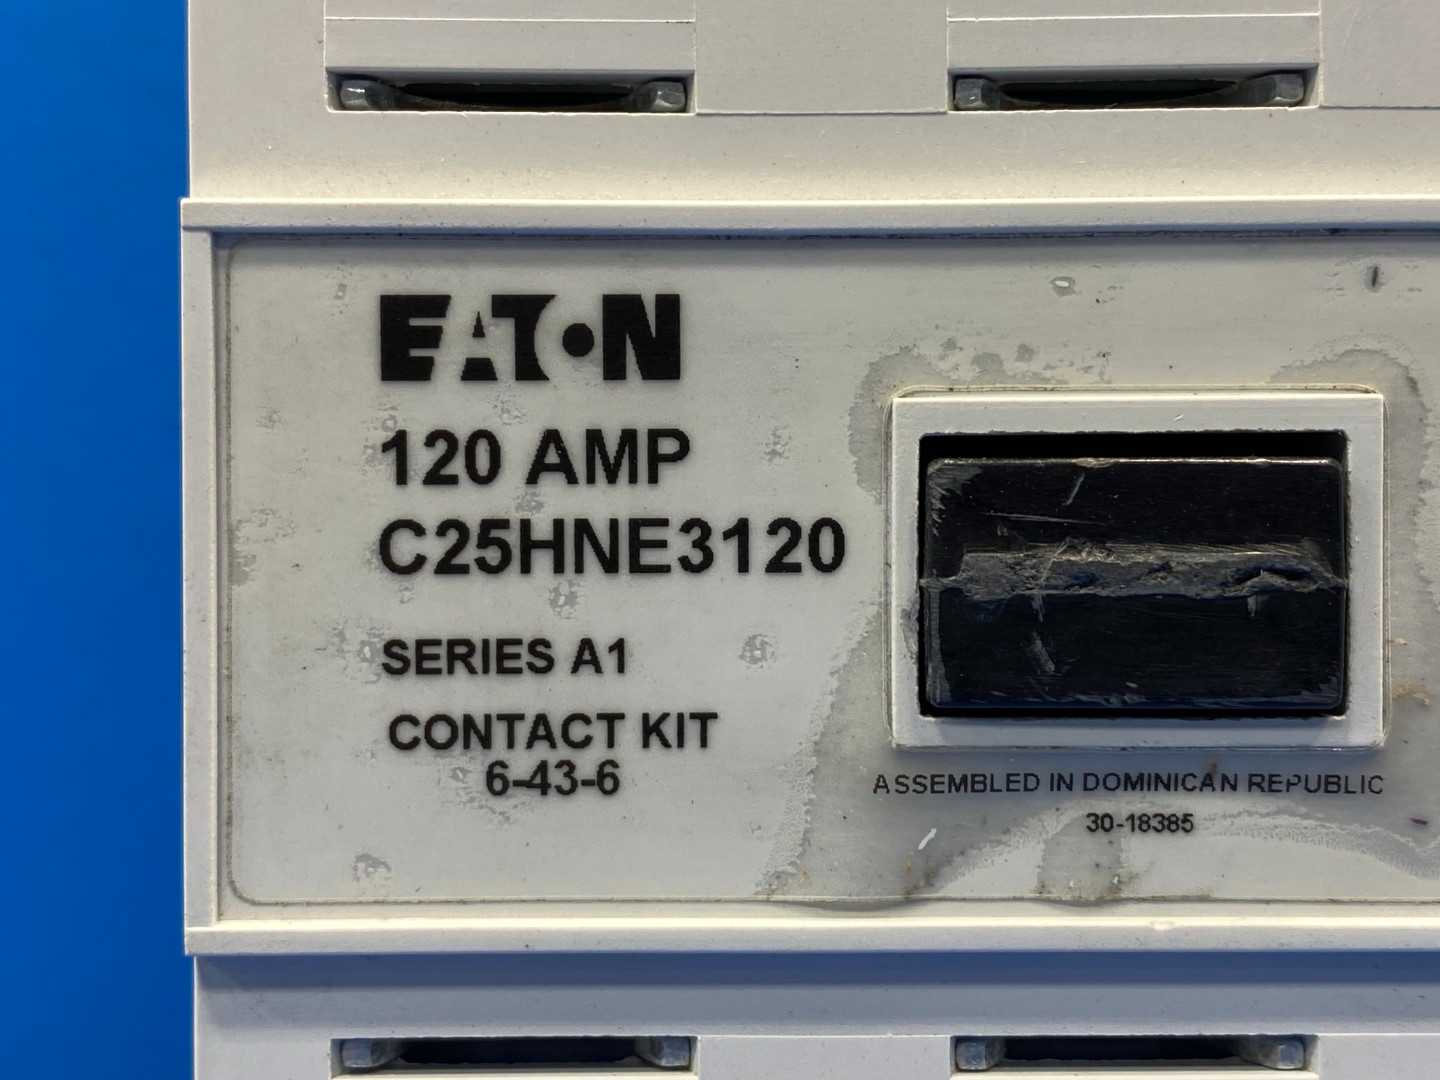 EATON
120 AMP
C25HNE3120
SERIES A1
CONTACT KIT
6-43-6
ASSEMBLED IN DOMINICAN REPUBLIC
30-18385